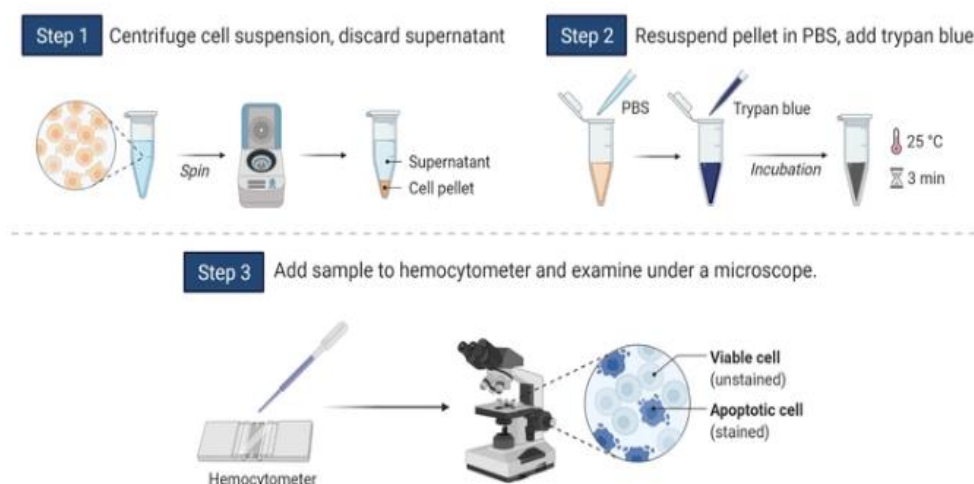 Step 1 Centrifuge cell suspension, discard supernatant
Spin
Supernatant
Cell pellet
Step 2 Resuspend pellet in PBS, add trypan blue
PBS
Trypan blue
Incubation
25 °C
3 min
Step 3 Add sample to hemocytometer and examine under a microscope.
Hemocytometer
Viable cell
(unstained)
Apoptotic cell
(stained)